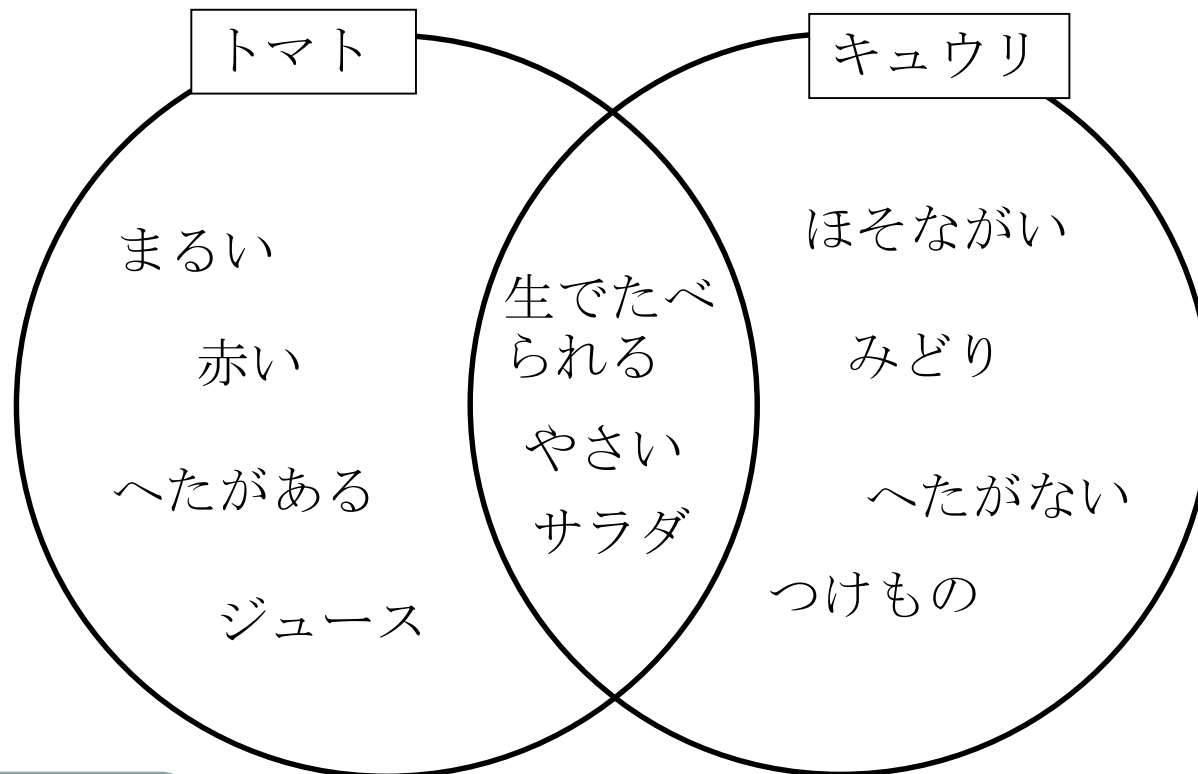 トマト
キュウリ
まるい
赤い
へたがある
ジュース
生でたべ
られる
やさい
サラダ
ほそながい
みどり
へたがない
つけもの